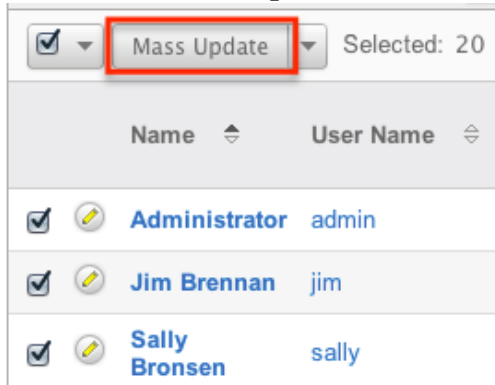 Mass Update Selected: 20
Name User Name
Administrator admin
Jim Brennan jim
Sally
Bronsen sally